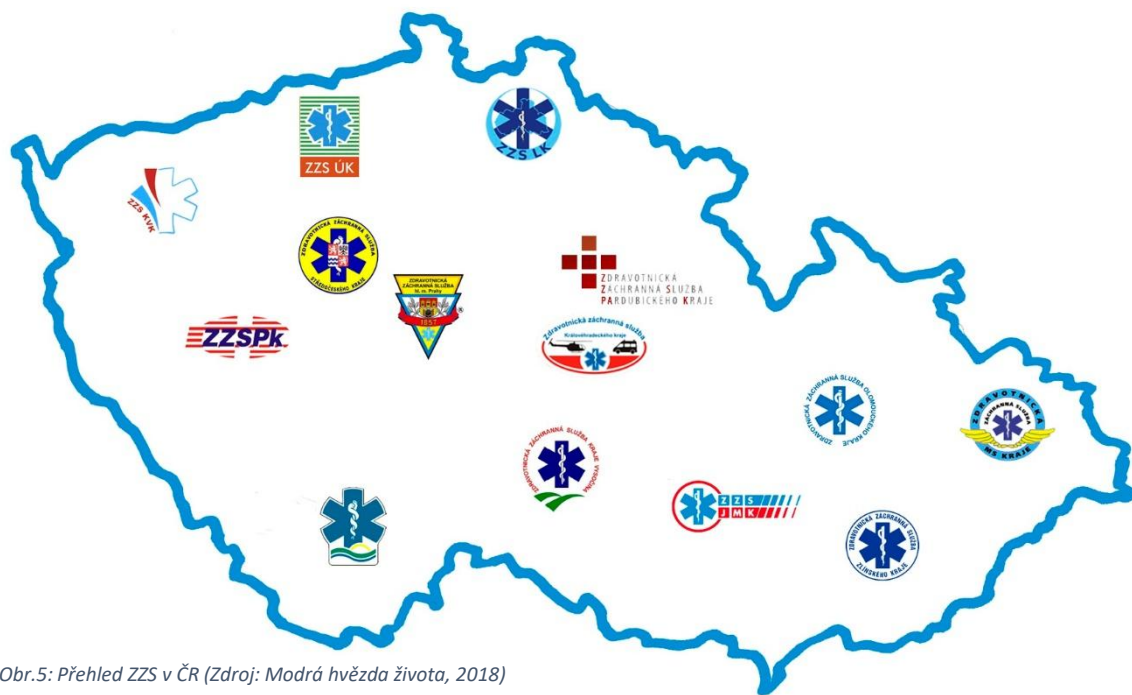 ZZS ÚK
ZZS LK
ZZS KVK
ZDRAVOTNICKÁ ZÁCHRANNÁ SLUŽBA
STŘEDOČESKÉHO KRAJE
ZDRAVOTNICKÁ
ZÁCHRANNÁ SLUŽBA
hl. m. Prahy
1857
®
ZDRAVOTNICKÁ
ZÁCHRANNÁ SLUŽBA
PARDUBICKÉHO KRAJE
ZZSPk
Zdravotnická záchranná služba
Královéhradeckého kraje
ZDRAVOTNICKÁ ZÁCHRANNÁ SLUŽBA OLOMOUCKÉHO KRAJE
ZDRAVOTNICKÁ
ZÁCHRANNÁ SLUŽBA
MS KRAJE
ZDRAVOTNICKÁ ZÁCHRANNÁ SLUŽBA KRAJE VYSOČINA
ZZS
JMK
ZDRAVOTNICKÁ ZÁCHRANNÁ SLUŽBA
ZLÍNSKÉHO KRAJE
Obr.5: Přehled ZZS v ČR (Zdroj: Modrá hvězda života, 2018)